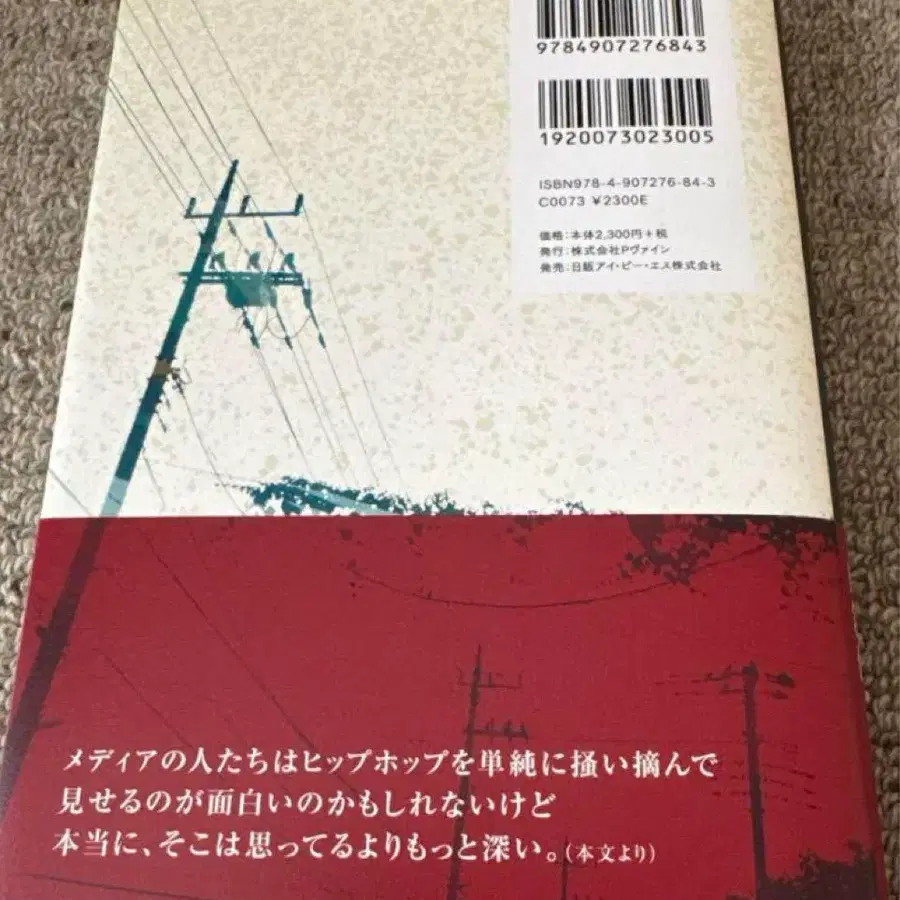 9784907276843
1920073023005
ISBN978-4-907276-84-3
C0073 ¥2300E
価格：本体2,300円＋税
発行：株式会社Pヴァイン
発売：日販アイ・ピー・エス株式会社
メディアの人たちはヒップホップを単純に掻い摘んで
見せるのが面白いのかもしれないけど
本当に、そこは思ってるよりもっと深い。(本文より)